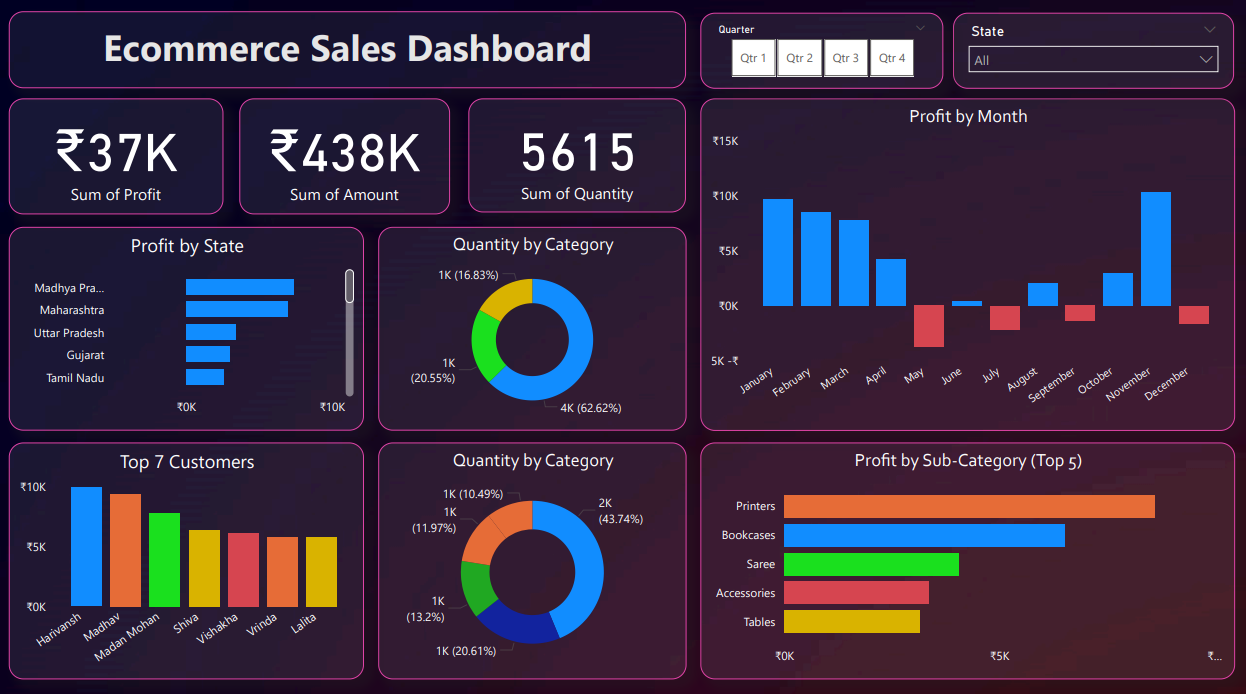 Ecommerce Sales Dashboard
Quarter
Qtr 1
Qtr 2
Qtr 3
Qtr 4
State
All
₹37K
Sum of Profit
₹438K
Sum of Amount
5615
Sum of Quantity
Profit by Month
₹15K
₹10K
₹5K
₹0K
5K -₹
January
February
March
April
May
June
July
August
September
October
November
December
Profit by State
Madhya Pra...
Maharashtra
Uttar Pradesh
Gujarat
Tamil Nadu
₹0K
₹10K
Quantity by Category
1K (16.83%)
1K
(20.55%)
4K (62.62%)
Top 7 Customers
₹10K
₹5K
₹0K
Harivansh
Madhav
Madan Mohan
Shiva
Vishakha
Vrinda
Lalita
Quantity by Category
1K (10.49%)
1K
(11.97%)
2K
(43.74%)
1K
(13.2%)
1K (20.61%)
Profit by Sub-Category (Top 5)
Printers
Bookcases
Saree
Accessories
Tables
₹0K
₹5K
₹...